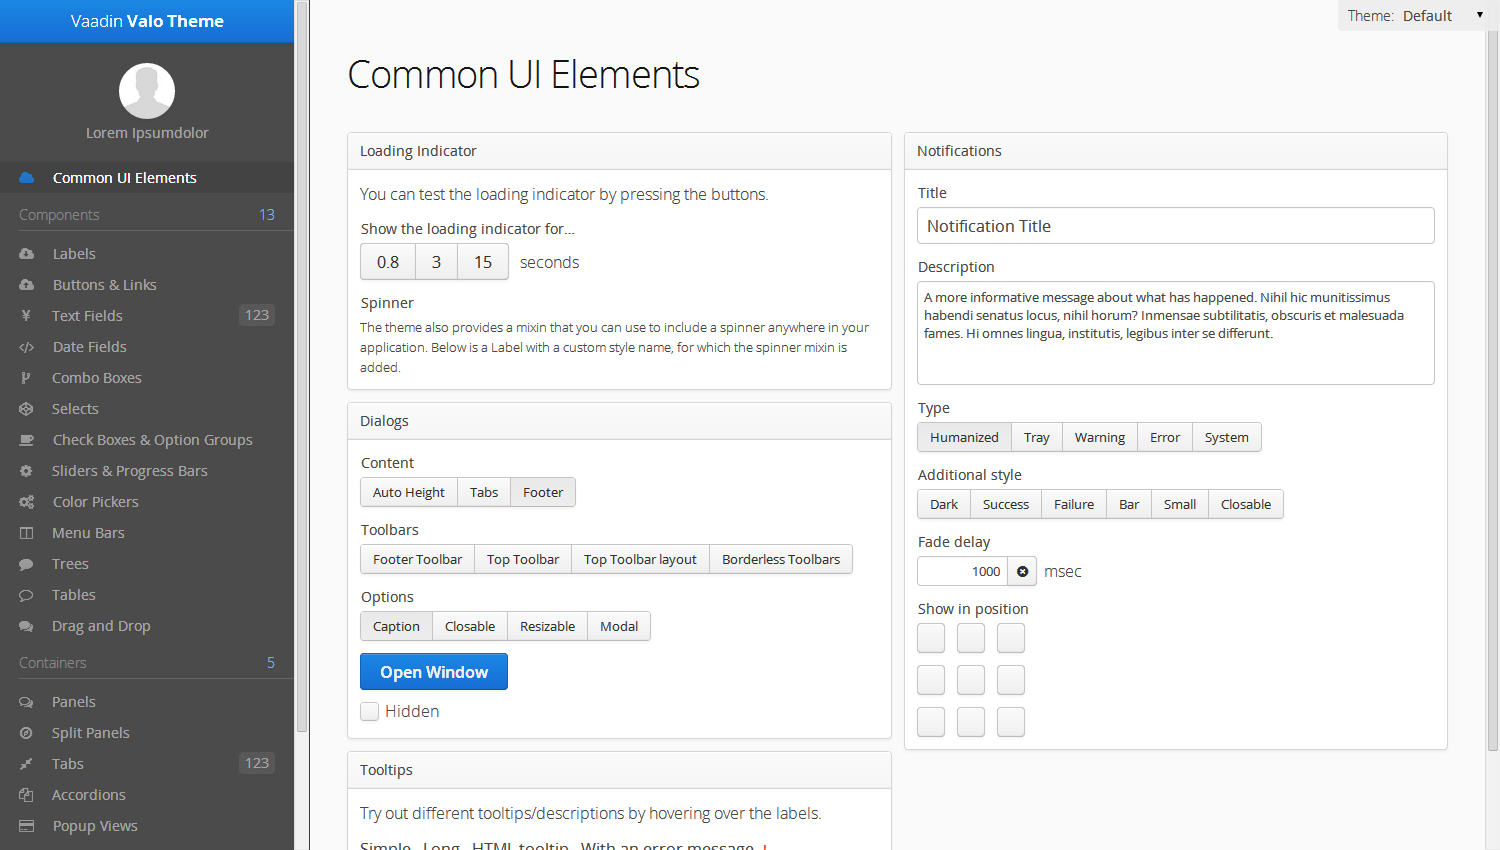 Vaadin Valo Theme
Lorem Ipsumdolor
Common UI Elements
Components 13
Labels
Buttons & Links
Text Fields 123
Date Fields
Combo Boxes
Selects
Check Boxes & Option Groups
Sliders & Progress Bars
Color Pickers
Menu Bars
Trees
Tables
Drag and Drop
Containers 5
Panels
Split Panels
Tabs 123
Accordions
Popup Views
Theme: Default
Common UI Elements
Loading Indicator
You can test the loading indicator by pressing the buttons.
Show the loading indicator for...
0.8 3 15 seconds
Spinner
The theme also provides a mixin that you can use to include a spinner anywhere in your
application. Below is a Label with a custom style name, for which the spinner mixin is
added.
Dialogs
Content
Auto Height Tabs Footer
Toolbars
Footer Toolbar Top Toolbar Top Toolbar layout Borderless Toolbars
Options
Caption Closable Resizable Modal
Open Window
Hidden
Tooltips
Try out different tooltips/descriptions by hovering over the labels.
Simple Long HTML tooltip With an error message !
Notifications
Title
Notification Title
Description
A more informative message about what has happened. Nihil hic munitissimus
habendi senatus locus, nihil horum? Inmensae subtilitatis, obscuris et malesuada
fames. Hi omnes lingua, institutis, legibus inter se differunt.
Type
Humanized Tray Warning Error System
Additional style
Dark Success Failure Bar Small Closable
Fade delay
1000 msec
Show in position